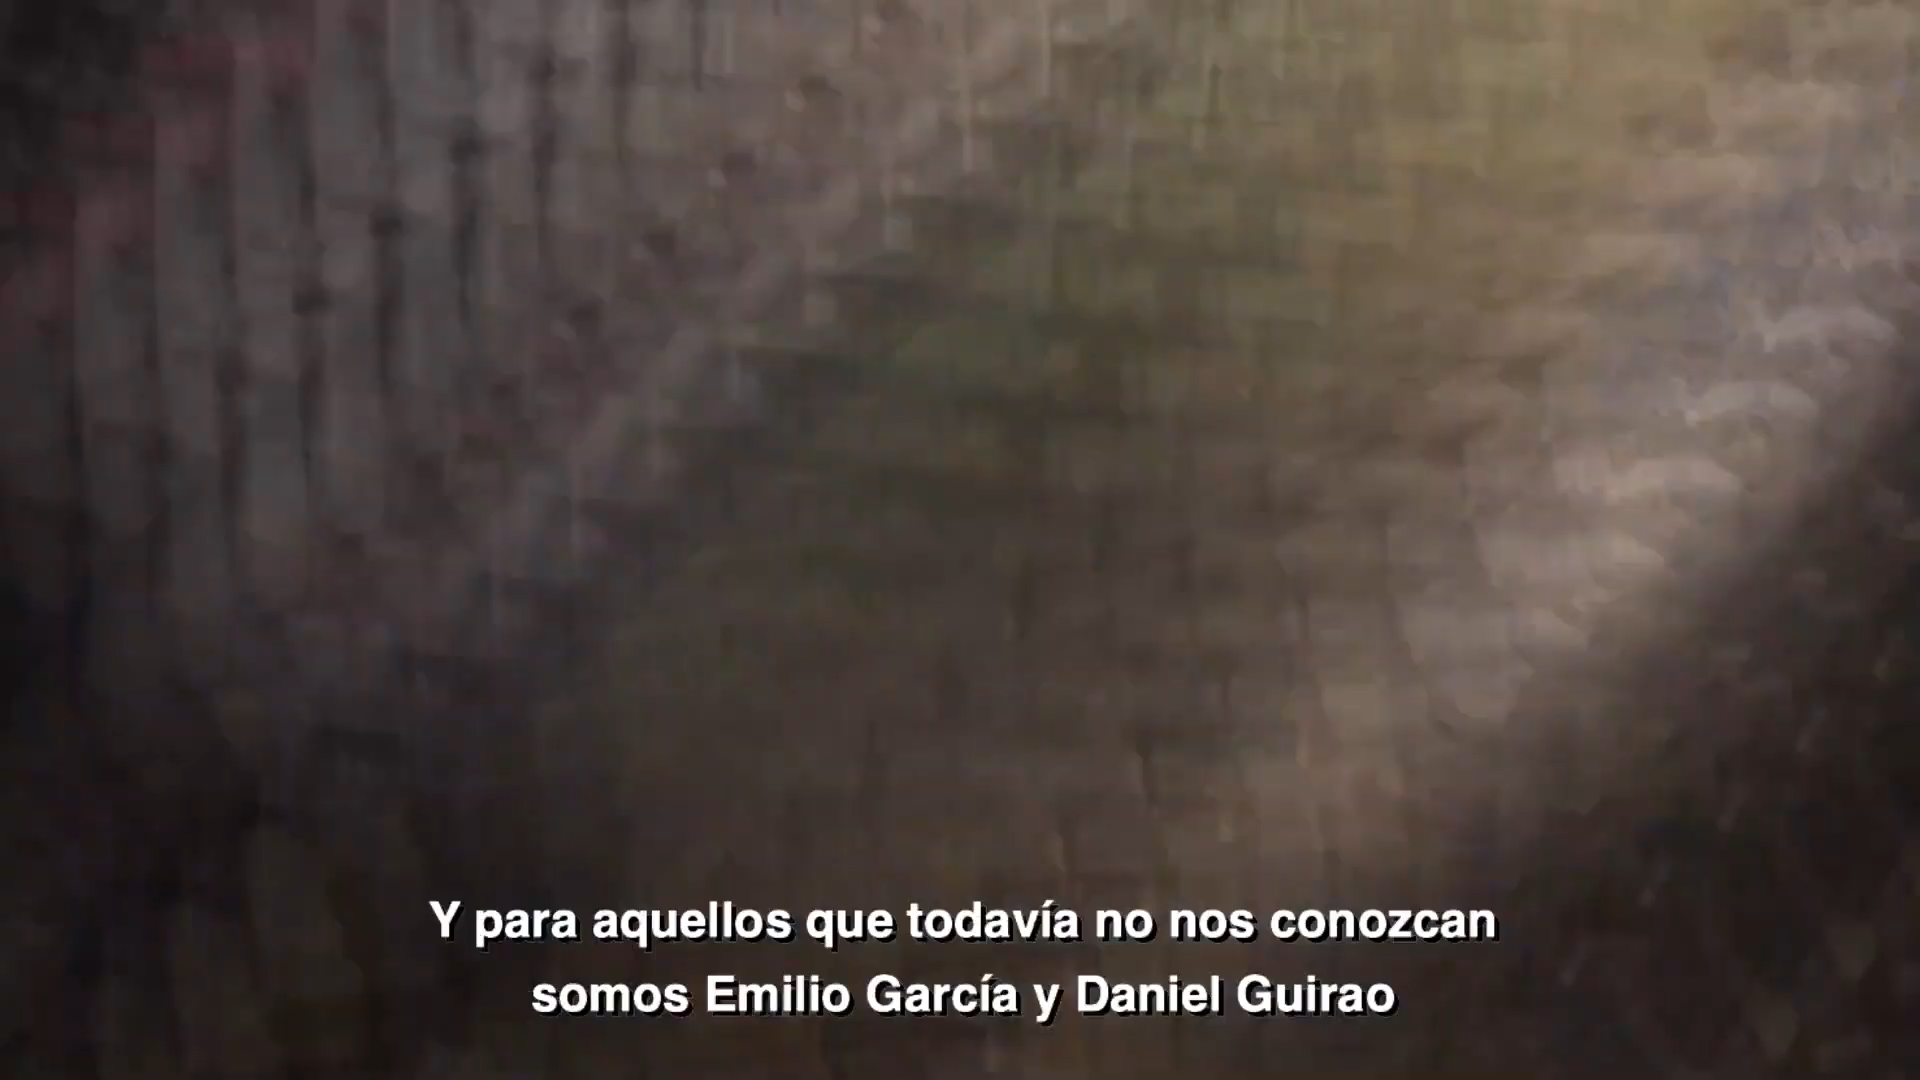 Y para aquellos que todavía no nos conozcan
somos Emilio García y Daniel Guirao